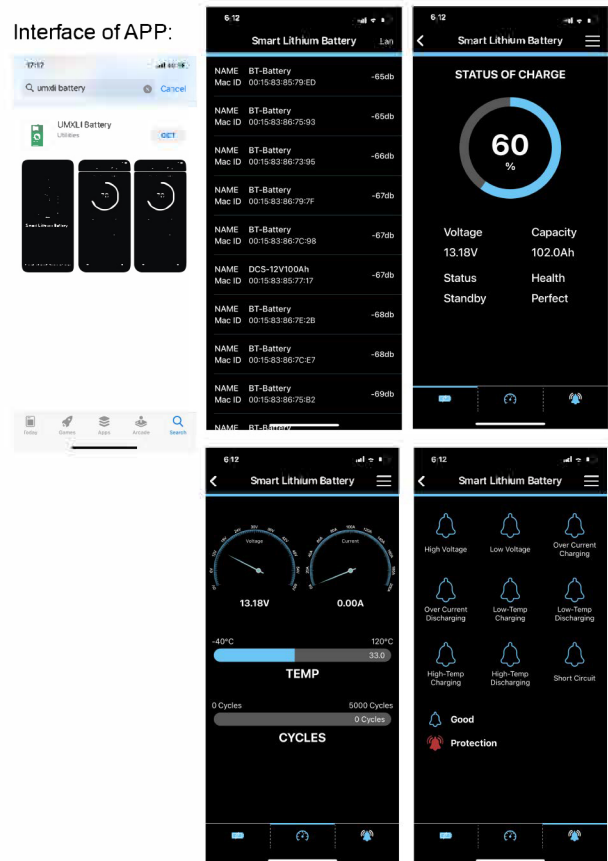 Interface of APP:
17:17
umxli battery
Cancel
UMXLI Battery
Utilities
GET
Smart Lithium Battery
Today
Games
Apps
Arcade
Search
6:12
Smart Lithium Battery
Lan
NAME BT-Battery
Mac ID 00:15:83:85:79:ED
-65db
NAME BT-Battery
Mac ID 00:15:83:86:75:93
-65db
NAME BT-Battery
Mac ID 00:15:83:86:73:95
-66db
NAME BT-Battery
Mac ID 00:15:83:86:79:7F
-67db
NAME BT-Battery
Mac ID 00:15:83:86:7C:98
-67db
NAME DCS-12V100Ah
Mac ID 00:15:83:85:77:17
-67db
NAME BT-Battery
Mac ID 00:15:83:86:7E:2B
-68db
NAME BT-Battery
Mac ID 00:15:83:86:7C:E7
-68db
NAME BT-Battery
Mac ID 00:15:83:86:75:B2
-69db
NAME BT-Battery
6:12
Smart Lithium Battery
STATUS OF CHARGE
60
%
Voltage
Capacity
13.18V
102.0Ah
Status
Health
Standby
Perfect
6:12
Smart Lithium Battery
Voltage
Current
13.18V
0.00A
-40°C
120°C
33.0
TEMP
0 Cycles
5000 Cycles
0 Cycles
CYCLES
6:12
Smart Lithium Battery
High Voltage
Low Voltage
Over Current
Charging
Over Current
Discharging
Low-Temp
Charging
Low-Temp
Discharging
High-Temp
Charging
High-Temp
Discharging
Short Circuit
Good
Protection